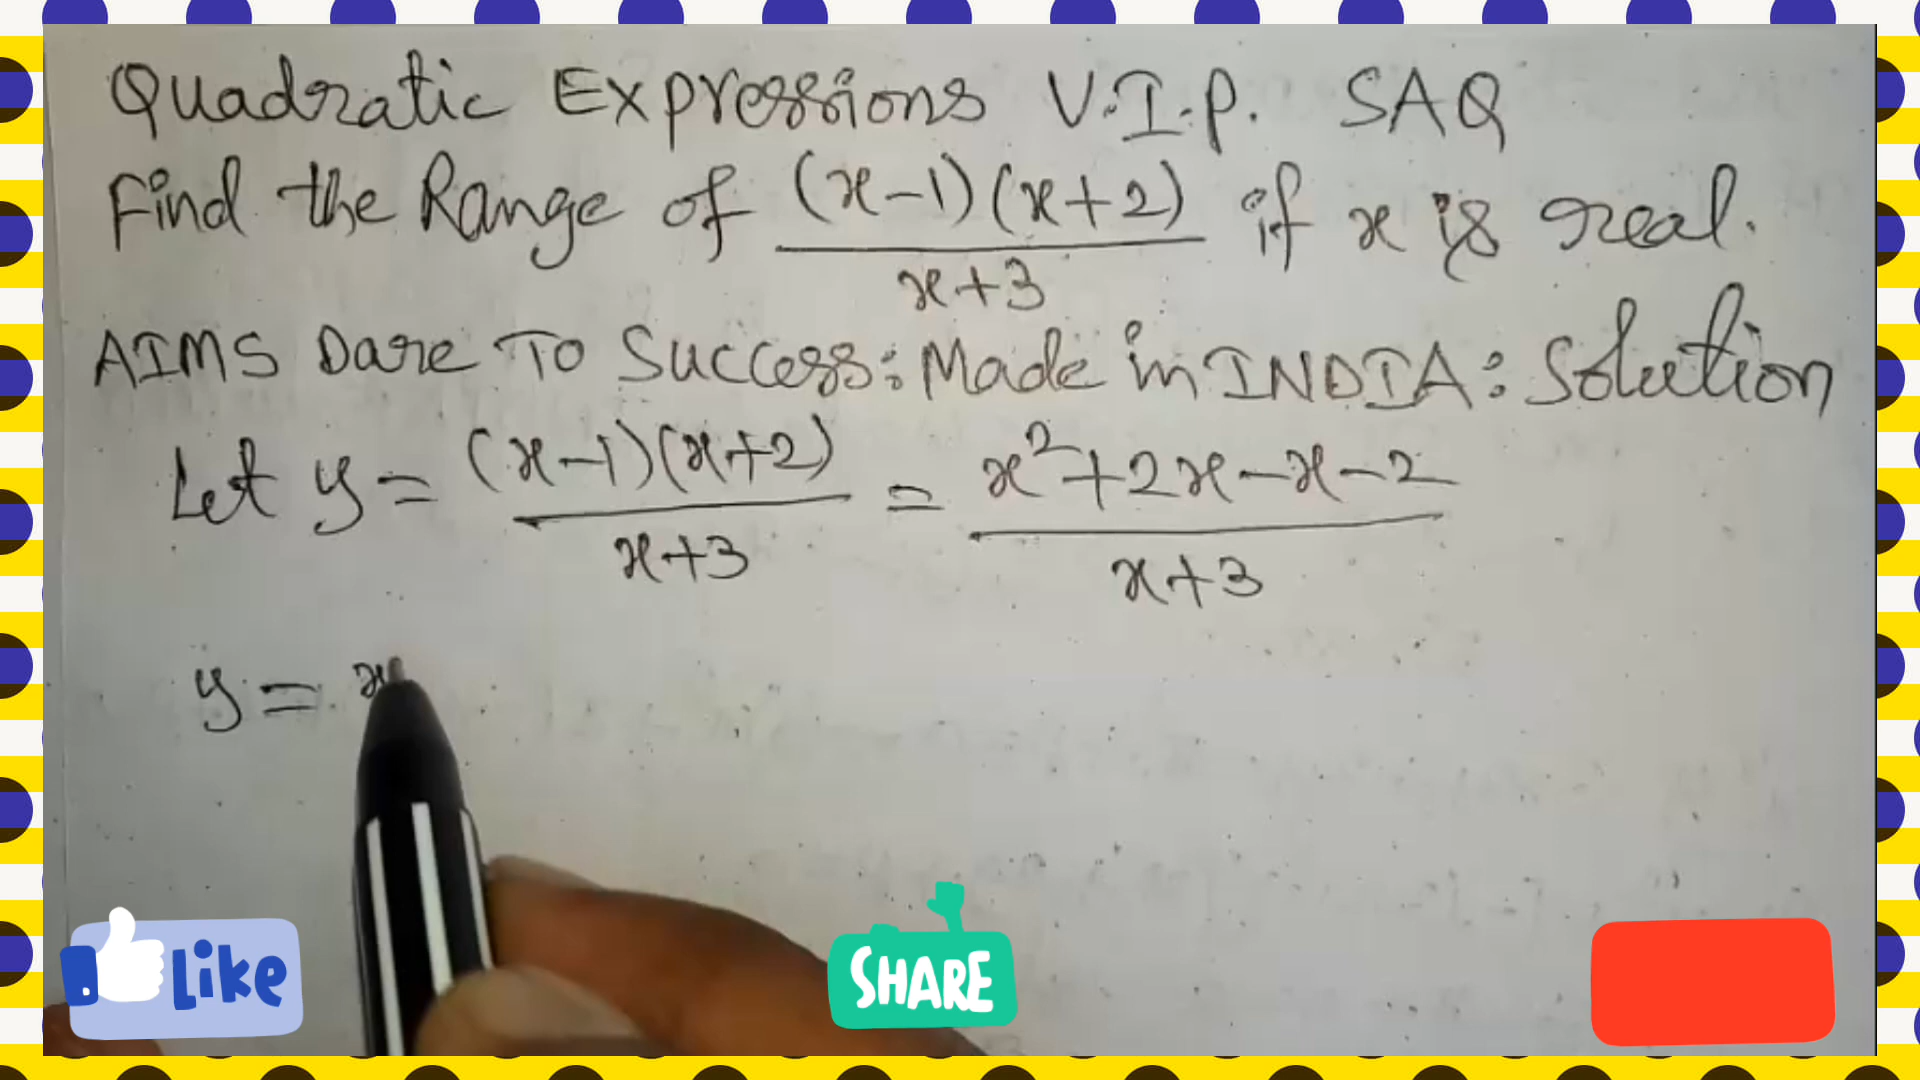 Quadratic Expressions V.I.P. SAQ
Find the Range of (x-1)(x+2)/x+3 if x is real.
AIMS Dare To Success: Made in INDIA: Solution
Let y = (x-1)(x+2)/x+3 = x²+2x-x-2/x+3
y = x
Like
SHARE